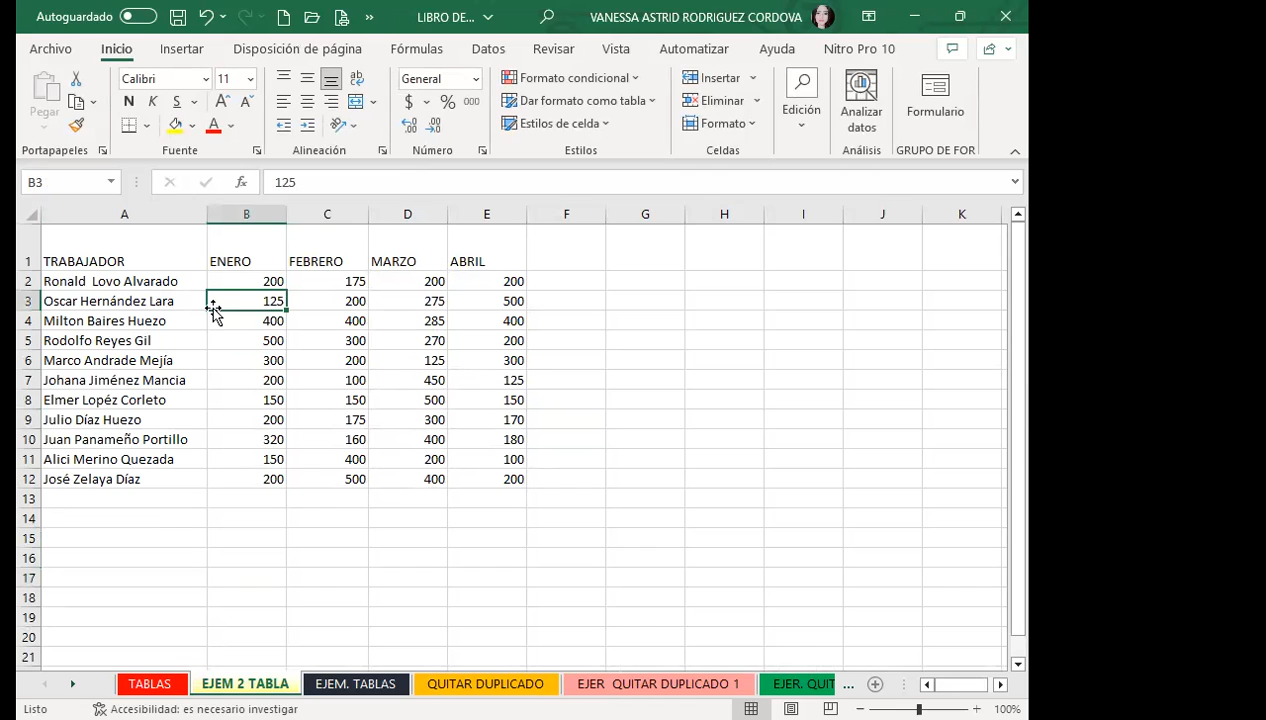 Autoguardado LIBRO DE... VANESSA ASTRID RODRIGUEZ CORDOVA
Archivo Inicio Insertar Disposición de página Fórmulas Datos Revisar Vista Automatizar Ayuda Nitro Pro 10
Pegar Calibri 11 General Formato condicional Insertar
N K S $ % 000 Dar formato como tabla Eliminar Edición Analizar datos Formulario
Estilos de celda Formato
Portapapeles Fuente Alineación Número Estilos Celdas Análisis GRUPO DE FOR
B3 fx 125
A B C D E F G H I J K
1 TRABAJADOR ENERO FEBRERO MARZO ABRIL
2 Ronald  Lovo Alvarado 200 175 200 200
3 Oscar Hernández Lara 125 200 275 500
4 Milton Baires Huezo 400 400 285 400
5 Rodolfo Reyes Gil 500 300 270 200
6 Marco Andrade Mejía 300 200 125 300
7 Johana Jiménez Mancia 200 100 450 125
8 Elmer Lopéz Corleto 150 150 500 150
9 Julio Díaz Huezo 200 175 300 170
10 Juan Panameño Portillo 320 160 400 180
11 Alici Merino Quezada 150 400 200 100
12 José Zelaya Díaz 200 500 400 200
13
14
15
16
17
18
19
20
21
TABLAS EJEM 2 TABLA EJEM. TABLAS QUITAR DUPLICADO EJER QUITAR DUPLICADO 1 EJER. QUIT ...
Listo Accesibilidad: es necesario investigar 100%